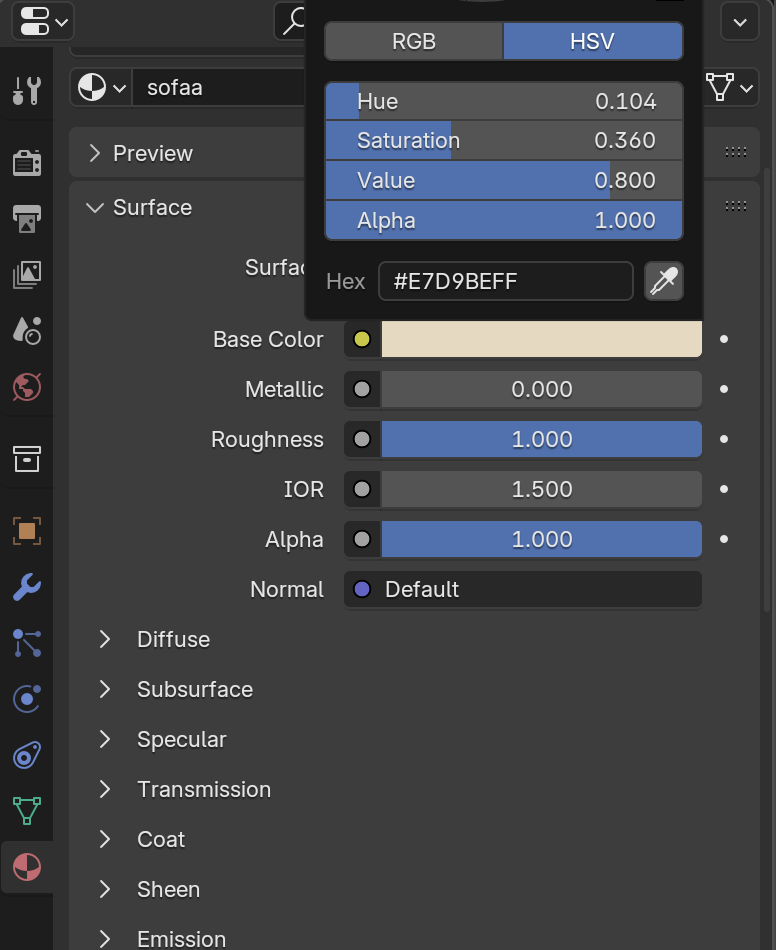 RGB HSV
sofaa
Hue 0.104
Saturation 0.360
Value 0.800
Alpha 1.000
Hex #E7D9BEFF
Preview
Surface
Surfac
Base Color
Metallic 0.000
Roughness 1.000
IOR 1.500
Alpha 1.000
Normal Default
Diffuse
Subsurface
Specular
Transmission
Coat
Sheen
Emission